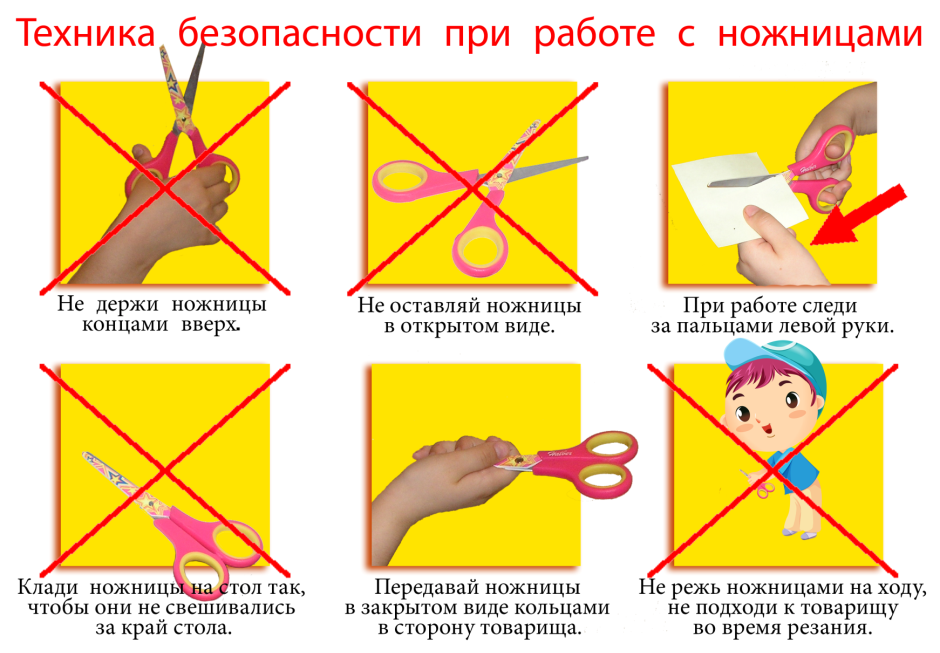 Техника безопасности при работе с ножницами
Не держи ножницы
концами вверх.
Не оставляй ножницы
в открытом виде.
При работе следи
за пальцами левой руки.
Клади ножницы на стол так,
чтобы они не свешивались
за край стола.
Передавай ножницы
в закрытом виде кольцами
в сторону товарища.
Не режь ножницами на ходу,
не подходи к товарищу
во время резания.